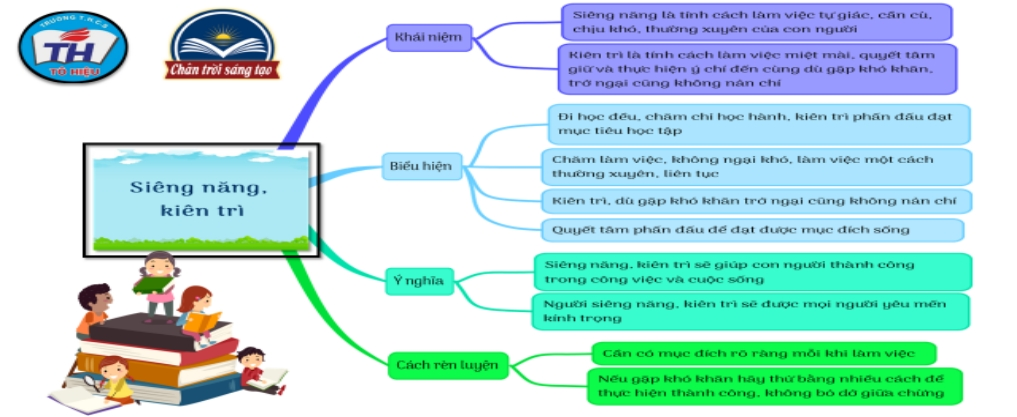 TRƯỜNG T.H.C.S
TH
TÔ HIỆU
Chân trời sáng tạo
Siêng năng,
kiên trì
Khái niệm
Siêng năng là tính cách làm việc tự giác, cần cù,
chịu khó, thường xuyên của con người
Kiên trì là tính cách làm việc miệt mài, quyết tâm
giữ và thực hiện ý chí đến cùng dù gặp khó khăn,
trở ngại cũng không nản chí
Biểu hiện
Đi học đều, chăm chỉ học hành, kiên trì phấn đấu đạt
mục tiêu học tập
Chăm làm việc, không ngại khó, làm việc một cách
thường xuyên, liên tục
Kiên trì, dù gặp khó khăn trở ngại cũng không nản chí
Quyết tâm phấn đấu để đạt được mục đích sống
Ý nghĩa
Siêng năng, kiên trì sẽ giúp con người thành công
trong công việc và cuộc sống
Người siêng năng, kiên trì sẽ được mọi người yêu mến
kính trọng
Cách rèn luyện
Cần có mục đích rõ ràng mỗi khi làm việc
Nếu gặp khó khăn hãy thử bằng nhiều cách để
thực hiện thành công, không bỏ dở giữa chừng